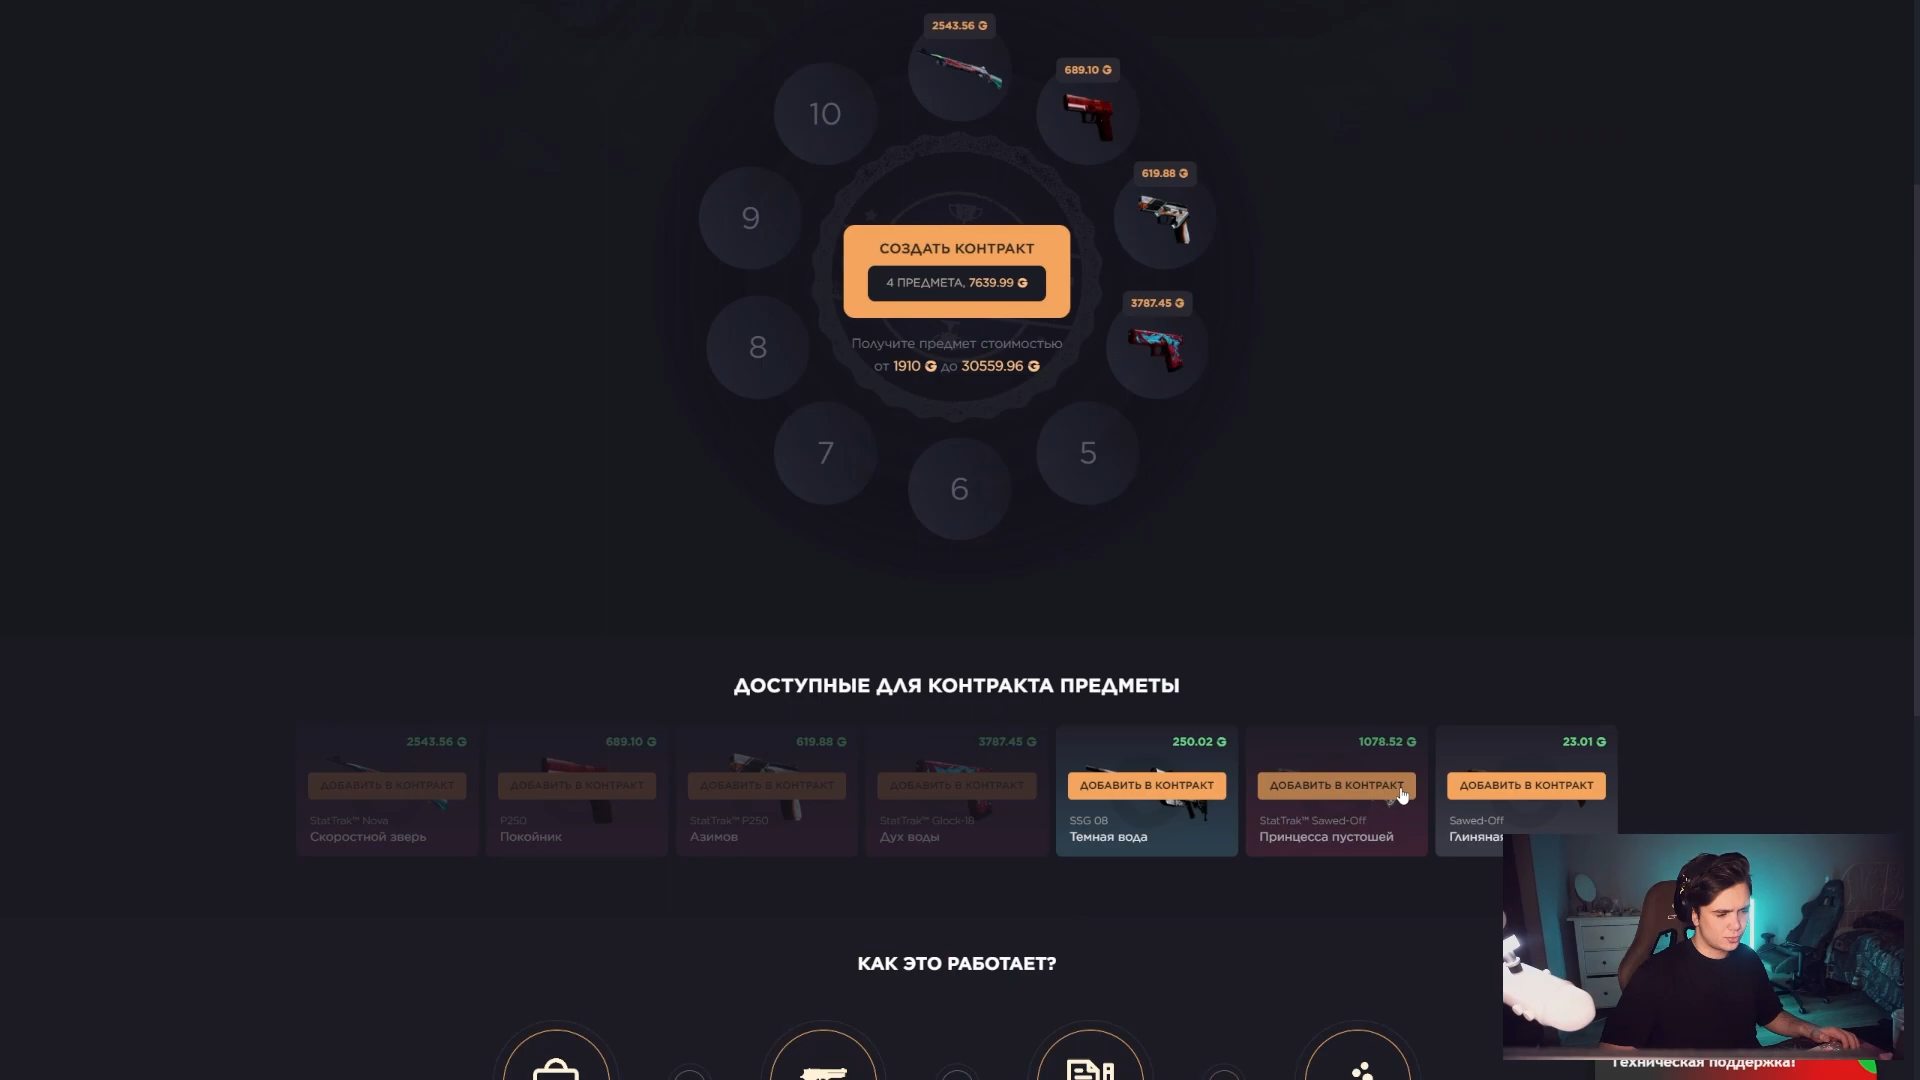 2543.56 G
689.10 G
10
619.88 G
9
СОЗДАТЬ КОНТРАКТ
4 ПРЕДМЕТА, 7639.99 G
3787.45 G
8
Получите предмет стоимостью
от 1910 G до 30559.96 G
7
5
6
ДОСТУПНЫЕ ДЛЯ КОНТРАКТА ПРЕДМЕТЫ
2543.56 G
ДОБАВИТЬ В КОНТРАКТ
StatTrak™ Nova
Скоростной зверь
689.10 G
ДОБАВИТЬ В КОНТРАКТ
P250
Покойник
619.88 G
ДОБАВИТЬ В КОНТРАКТ
StatTrak™ P250
Азимов
3787.45 G
ДОБАВИТЬ В КОНТРАКТ
StatTrak™ Glock-18
Дух воды
250.02 G
ДОБАВИТЬ В КОНТРАКТ
SSG 08
Темная вода
1078.52 G
ДОБАВИТЬ В КОНТРАКТ
StatTrak™ Sawed-Off
Принцесса пустошей
23.01 G
ДОБАВИТЬ В КОНТРАКТ
Sawed-Off
Глиняная
КАК ЭТО РАБОТАЕТ?
Техническая поддержка!